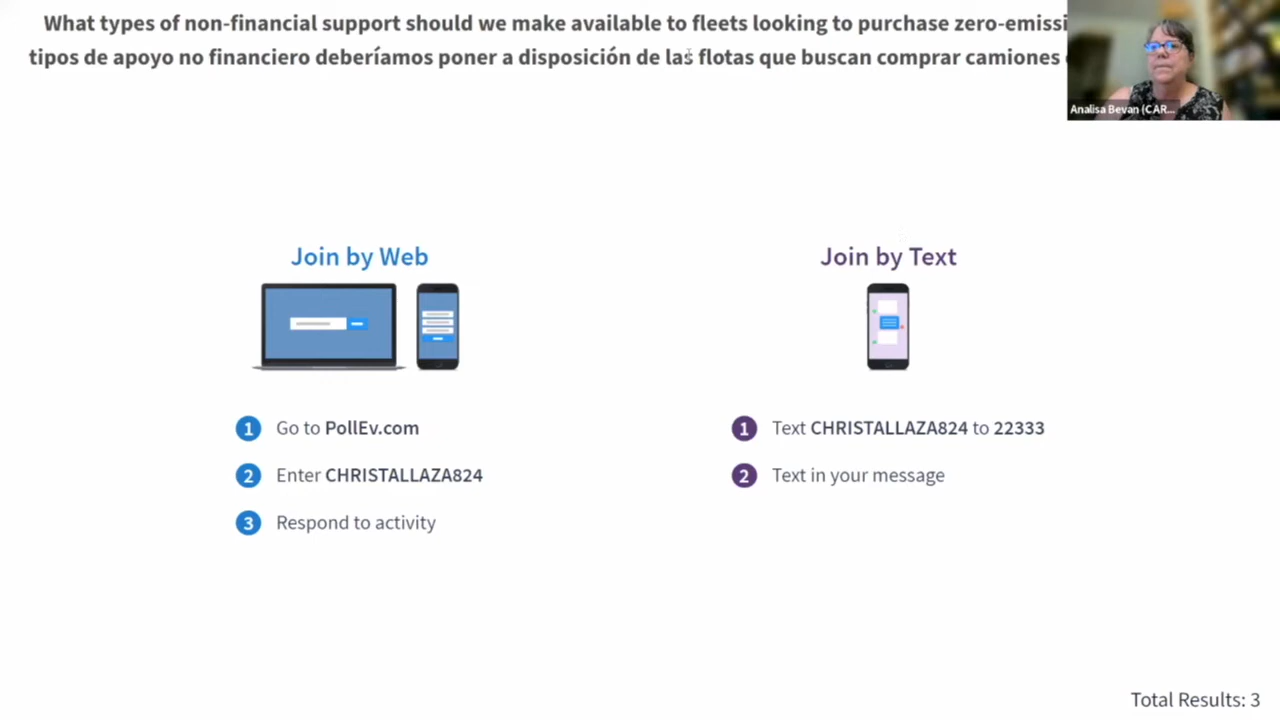 What types of non-financial support should we make available to fleets looking to purchase zero-emissi
tipos de apoyo no financiero deberíamos poner a disposición de las flotas que buscan comprar camiones
Analisa Bevan (CAR...
Join by Web
Join by Text
1 Go to PollEv.com
1 Text CHRISTALLAZA824 to 22333
2 Enter CHRISTALLAZA824
2 Text in your message
3 Respond to activity
Total Results: 3